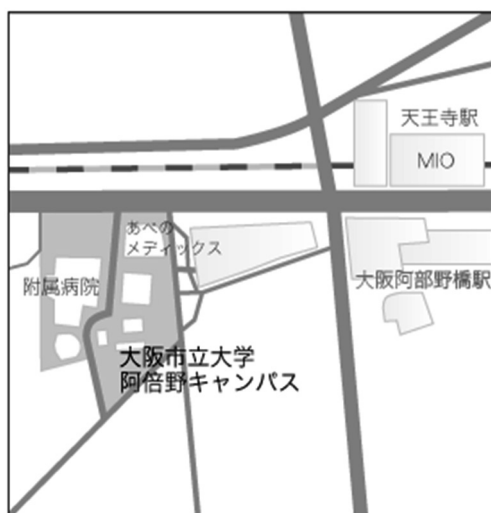 天王寺駅
MIO
あべの
メディックス
附属病院
大阪阿部野橋駅
大阪市立大学
阿倍野キャンパス